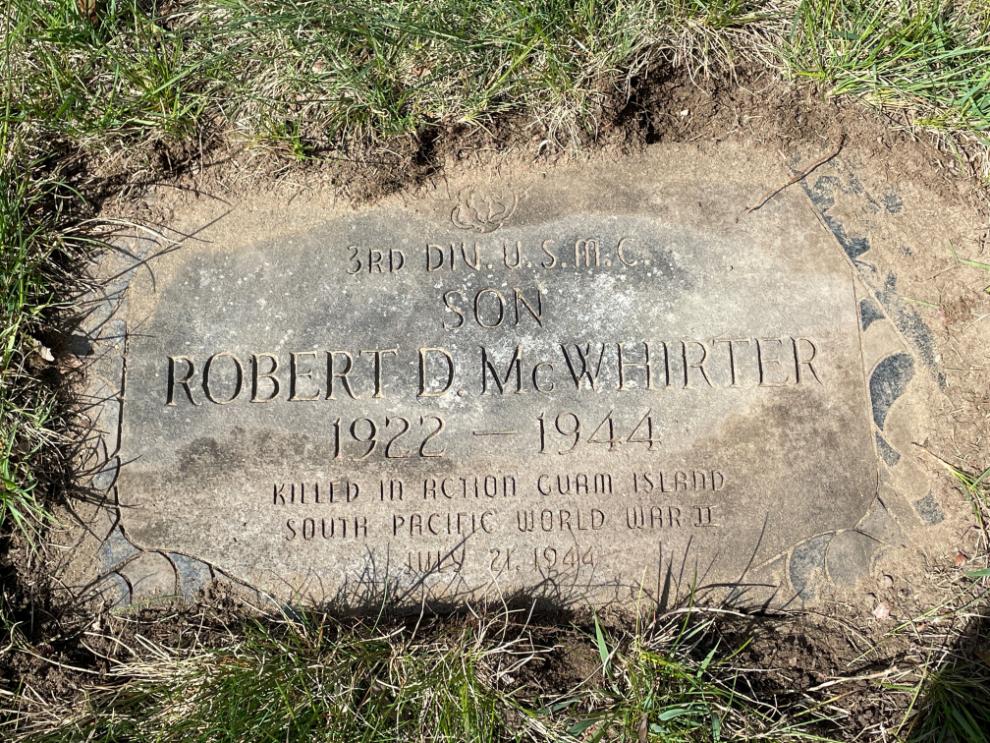 3RD DIV. U.S.M.C.
SON
ROBERT D. McWHIRTER
1922 — 1944
KILLED IN ACTION GUAM ISLAND
SOUTH PACIFIC WORLD WAR II
JULY 21, 1944